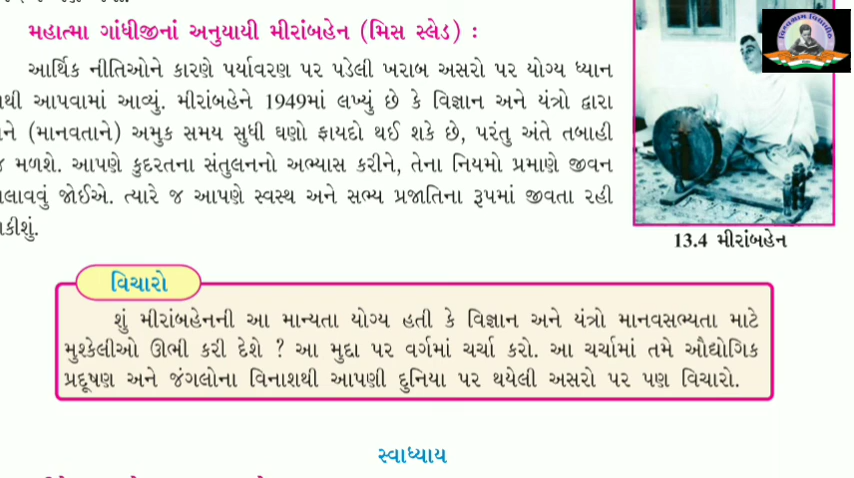 મહાત્મા ગાંધીજીનાં અનુયાયી મીરાંબહેન (મિસ સ્લેડ) :
આર્થિક નીતિઓને કારણે પર્યાવરણ પર પડેલી ખરાબ અસરો પર યોગ્ય ધ્યાન
આપવામાં આવ્યું. મીરાંબહેને 1949માં લખ્યું છે કે વિજ્ઞાન અને યંત્રો દ્વારા
(માનવતાને) અમુક સમય સુધી ઘણો ફાયદો થઈ શકે છે, પરંતુ અંતે તબાહી
મળશે. આપણે કુદરતના સંતુલનનો અભ્યાસ કરીને, તેના નિયમો પ્રમાણે જીવન
જોઈએ. ત્યારે જ આપણે સ્વસ્થ અને સભ્ય પ્રજાતિના રૂપમાં જીવતા રહી
13.4 મીરાંબહેન
વિચારો
શું મીરાંબહેનની આ માન્યતા યોગ્ય હતી કે વિજ્ઞાન અને યંત્રો માનવસભ્યતા માટે
મુશ્કેલીઓ ઊભી કરી દેશે ? આ મુદ્દા પર વર્ગમાં ચર્ચા કરો. આ ચર્ચામાં તમે ઔદ્યોગિક
પ્રદૂષણ અને જંગલોના વિનાશથી આપણી દુનિયા પર થયેલી અસરો પર પણ વિચારો.
સ્વાધ્યાય